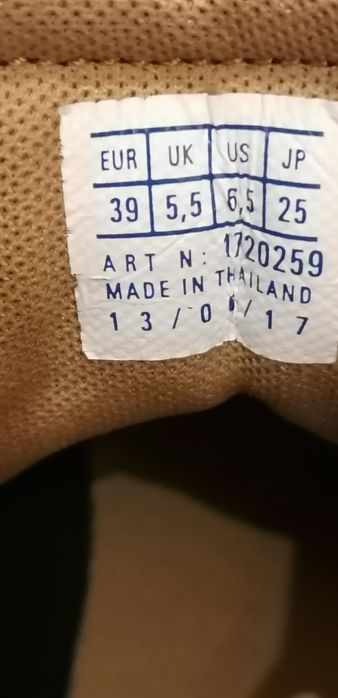 EUR UK US JP
39 5,5 6,5 25
ART N: 1720259
MADE IN THAILAND
13/0 /17